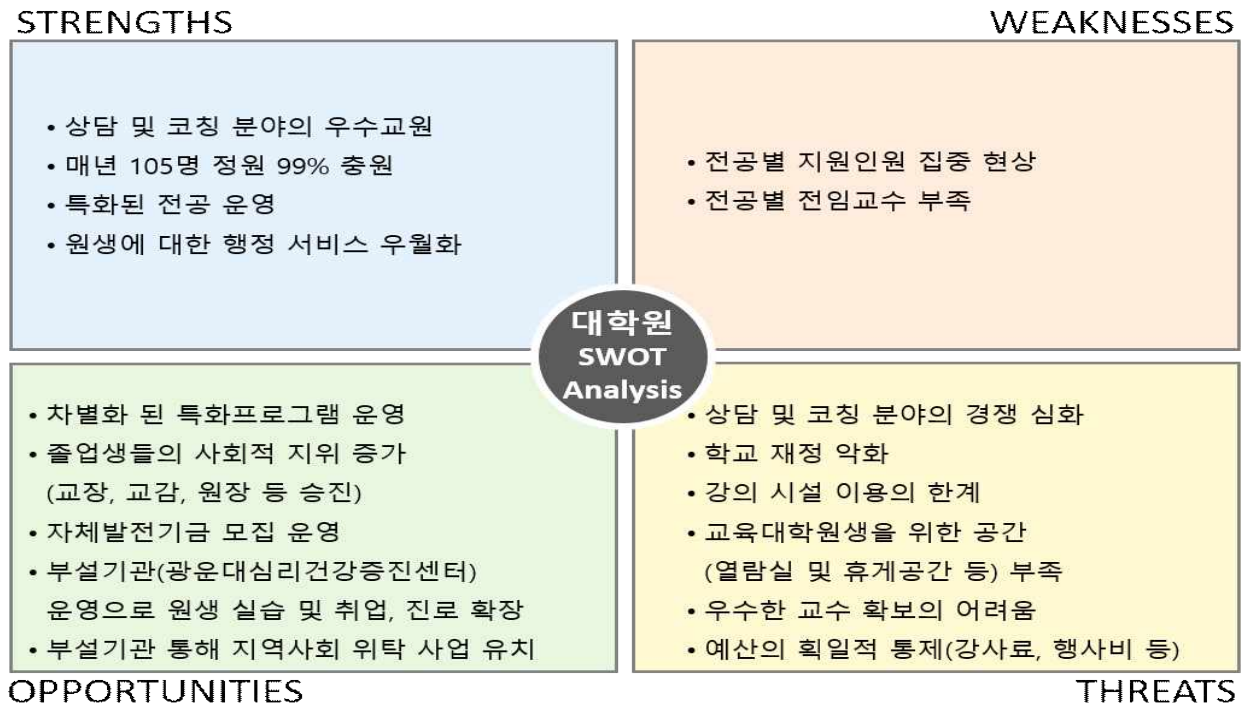 STRENGTHS
WEAKNESSES
• 상담 및 코칭 분야의 우수교원
• 매년 105명 정원 99% 충원
• 특화된 전공 운영
• 원생에 대한 행정 서비스 우월화
• 전공별 지원인원 집중 현상
• 전공별 전임교수 부족
대학원
SWOT
Analysis
• 차별화 된 특화프로그램 운영
• 졸업생들의 사회적 지위 증가
(교장, 교감, 원장 등 승진)
• 자체발전기금 모집 운영
• 부설기관(광운대심리건강증진센터)
운영으로 원생 실습 및 취업, 진로 확장
• 부설기관 통해 지역사회 위탁 사업 유치
• 상담 및 코칭 분야의 경쟁 심화
• 학교 재정 악화
• 강의 시설 이용의 한계
• 교육대학원생을 위한 공간
(열람실 및 휴게공간 등) 부족
• 우수한 교수 확보의 어려움
• 예산의 획일적 통제(강사료, 행사비 등)
OPPORTUNITIES
THREATS